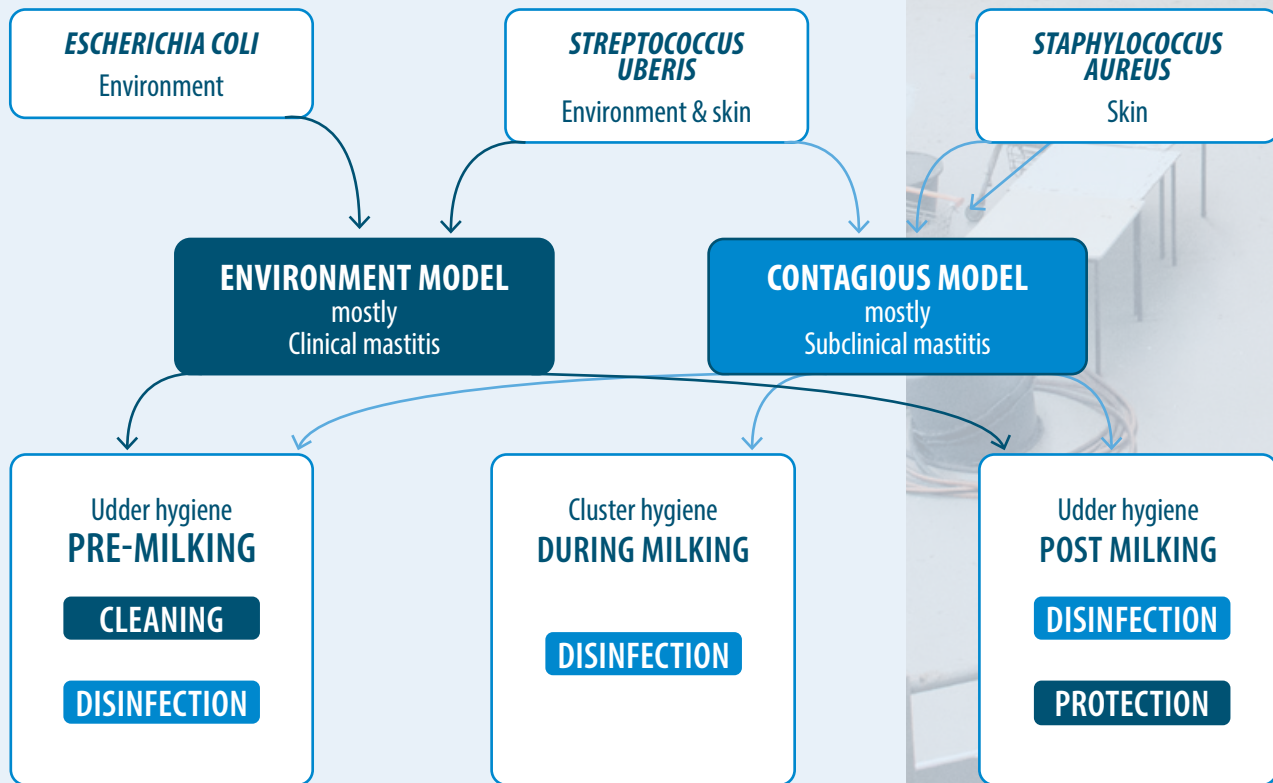 ESCHERICHIA COLI
Environment
STREPTOCOCCUS
UBERIS
Environment & skin
STAPHYLOCOCCUS
AUREUS
Skin
ENVIRONMENT MODEL
mostly
Clinical mastitis
CONTAGIOUS MODEL
mostly
Subclinical mastitis
Udder hygiene
PRE-MILKING
CLEANING
DISINFECTION
Cluster hygiene
DURING MILKING
DISINFECTION
Udder hygiene
POST MILKING
DISINFECTION
PROTECTION